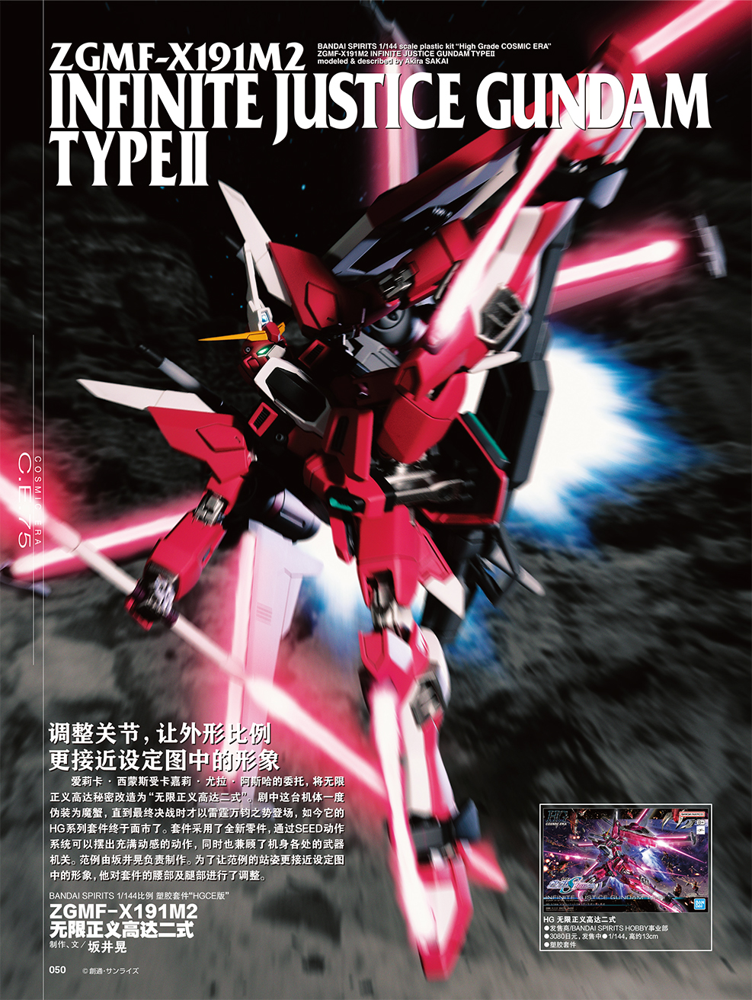 ZGMF-X191M2
INFINITE JUSTICE GUNDAM
TYPEⅡ
BANDAI SPIRITS 1/144 scale plastic kit "High Grade COSMIC ERA"
ZGMF-X191M2 INFINITE JUSTICE GUNDAM TYPEⅡ
modeled & described by Akira SAKAI
COSMIC ERA
C.E.75
调整关节，让外形比例
更接近设定图中的形象
爱莉卡·西蒙斯受卡嘉莉·尤拉·阿斯哈的委托，将无限
正义高达秘密改造为“无限正义高达二式”。剧中这台机体一度
伪装为魔蟹，直到最终决战时才以雷霆万钧之势登场，如今它的
HG系列套件终于面市了。套件采用了全新零件，通过SEED动作
系统可以摆出充满动感的动作，同时也兼顾了机身各处的武器
机关。范例由坂井晃负责制作。为了让范例的站姿更接近设定图
中的形象，他对套件的腰部及腿部进行了调整。
BANDAI SPIRITS 1/144比例 塑胶套件“HGCE版”
ZGMF-X191M2
无限正义高达二式
制作、文／坂井晃
050 ©創通・サンライズ
HG
COSMIC ERA
BANDAI NAMCO
INFINITE JUSTICE GUNDAM
BANDAI
HG 无限正义高达二式
●发售商/BANDAI SPIRITS HOBBY事业部
●3080日元，发售中●1/144，高约13cm
●塑胶套件